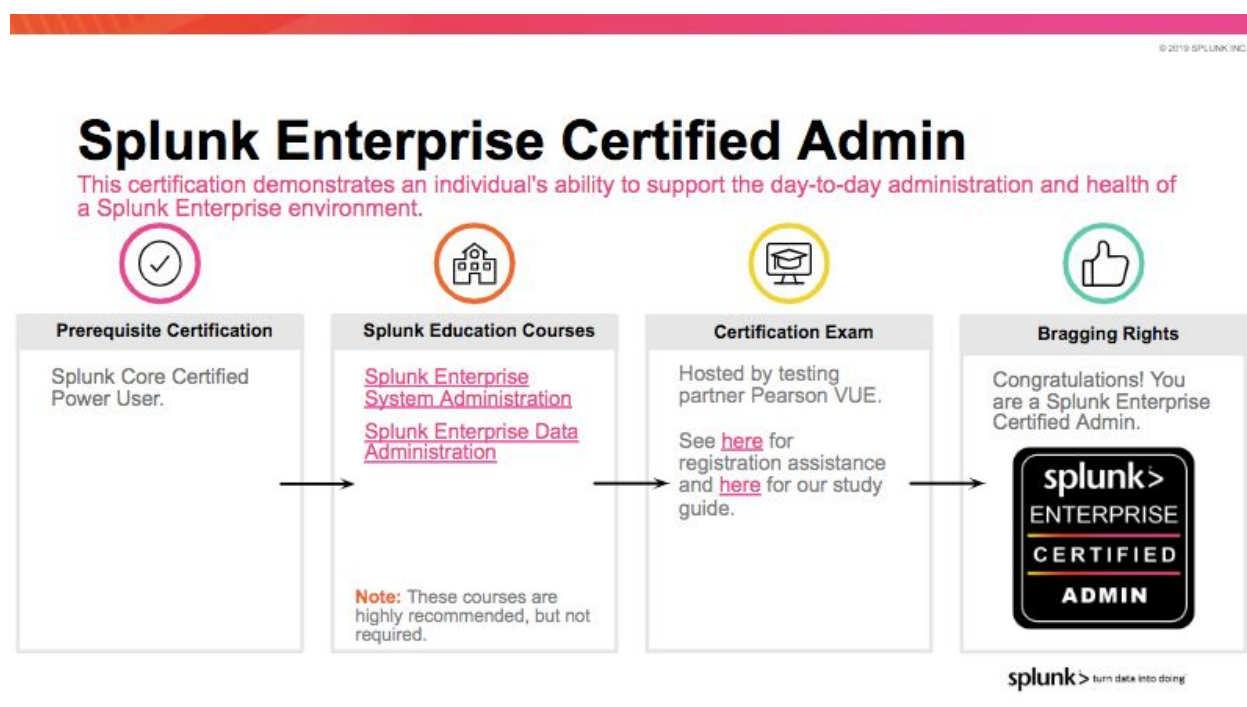 © 2019 SPLUNK INC.
Splunk Enterprise Certified Admin
This certification demonstrates an individual's ability to support the day-to-day administration and health of
a Splunk Enterprise environment.
Prerequisite Certification
Splunk Core Certified
Power User.
Splunk Education Courses
Splunk Enterprise
System Administration
Splunk Enterprise Data
Administration
Note: These courses are
highly recommended, but not
required.
Certification Exam
Hosted by testing
partner Pearson VUE.
See here for
registration assistance
and here for our study
guide.
Bragging Rights
Congratulations! You
are a Splunk Enterprise
Certified Admin.
splunk>
ENTERPRISE
CERTIFIED
ADMIN
splunk> turn data into doing